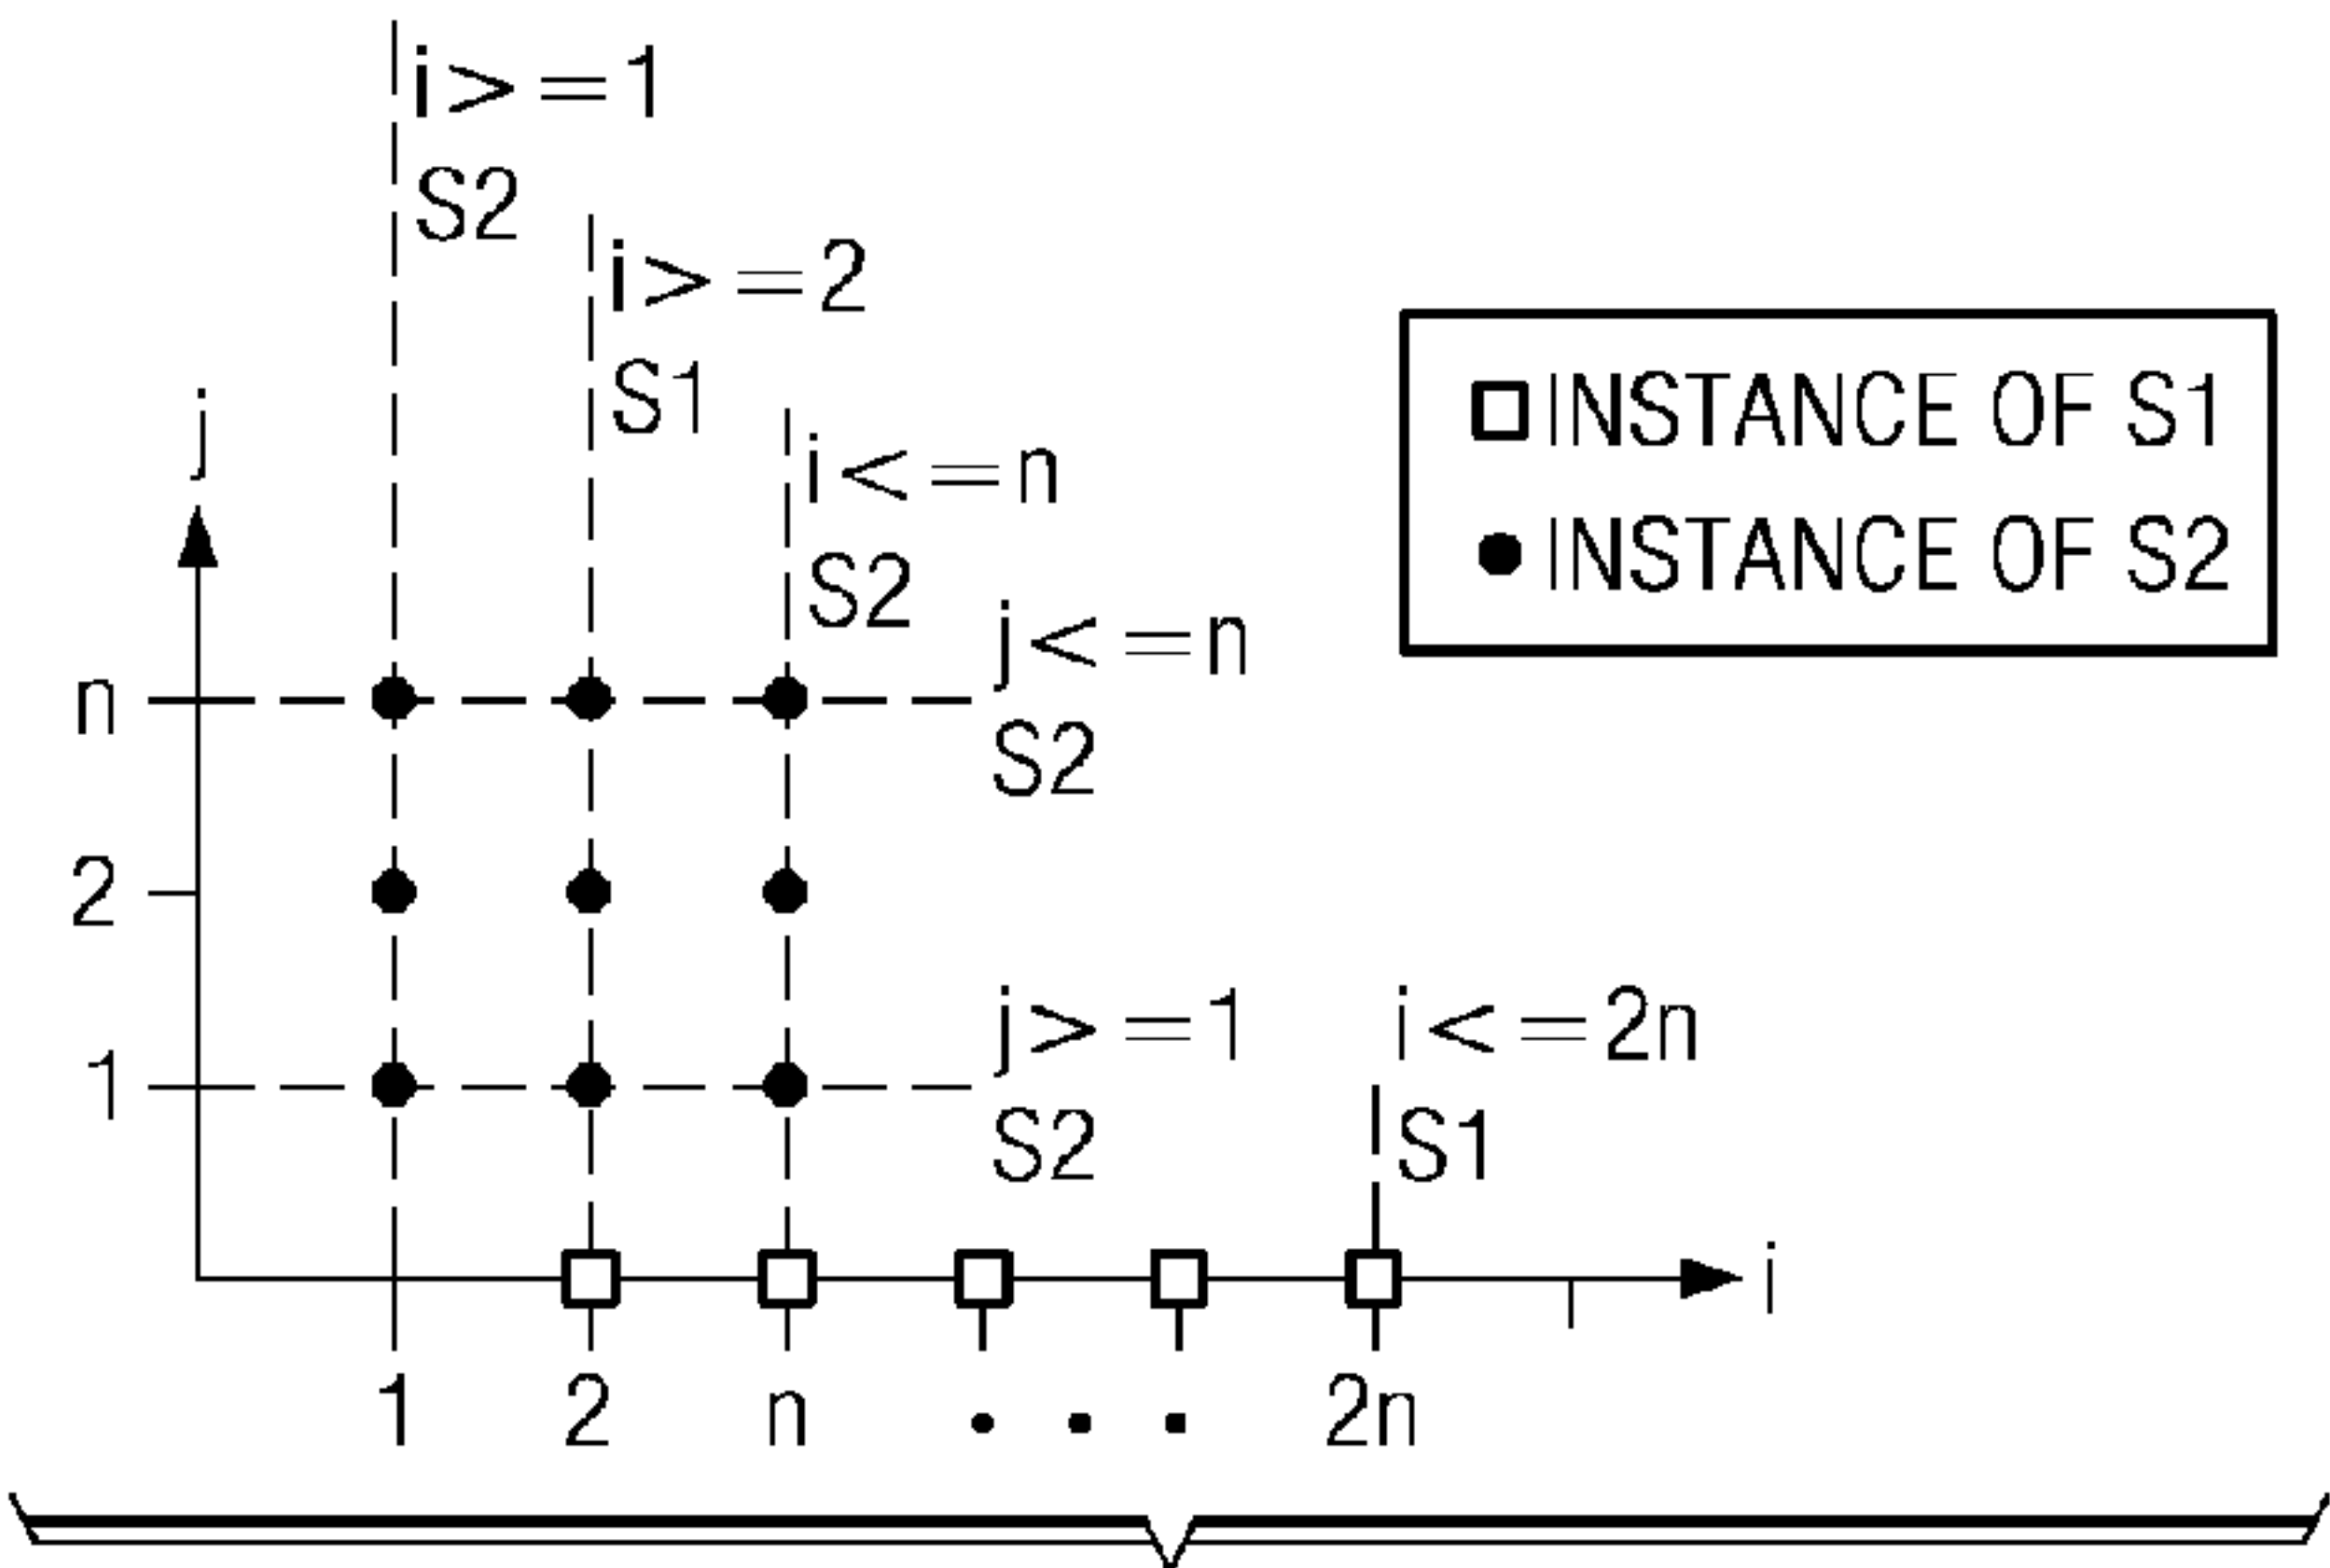 i>=1
S2
i>=2
S1
i<=n
S2
j<=n
S2
INSTANCE OF S1
INSTANCE OF S2
j
n
2
1
j>=1
S2
i<=2n
S1
i
1 2 n • • • 2n